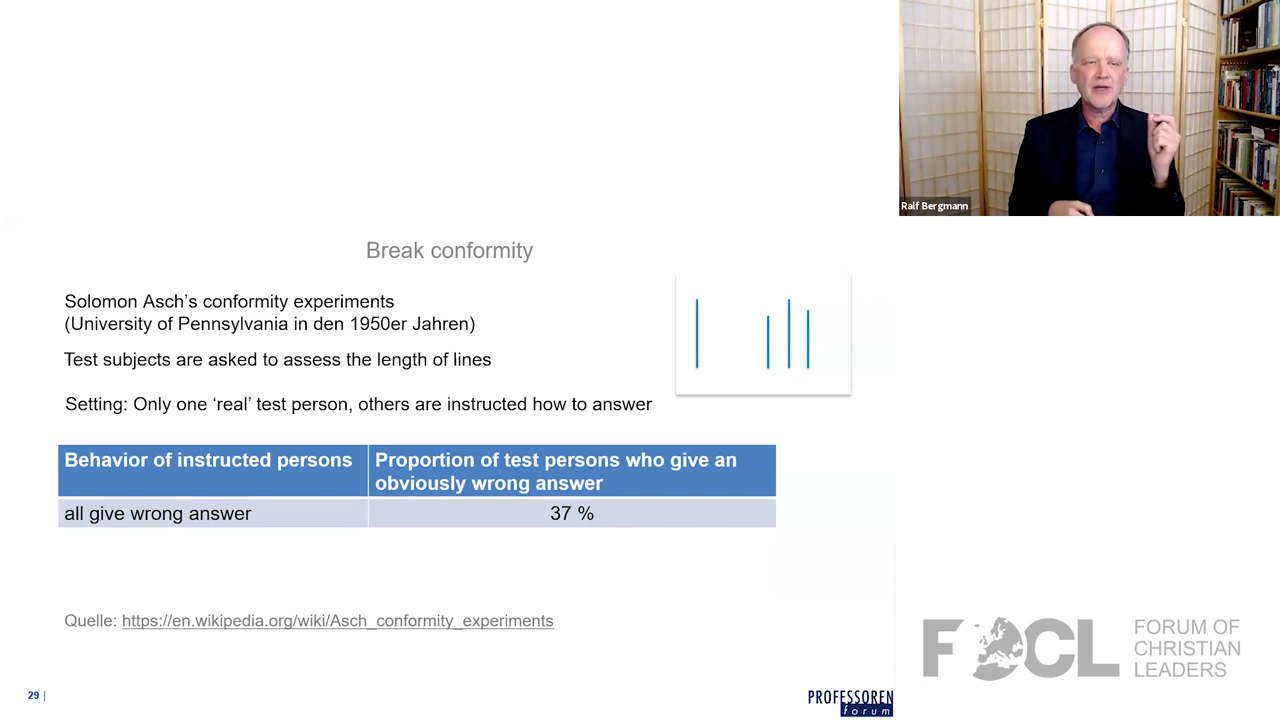 Ralf Bergmann
Break conformity
Solomon Asch’s conformity experiments
(University of Pennsylvania in den 1950er Jahren)
Test subjects are asked to assess the length of lines
Setting: Only one ‘real’ test person, others are instructed how to answer
Behavior of instructed persons
Proportion of test persons who give an
obviously wrong answer
all give wrong answer
37 %
Quelle: https://en.wikipedia.org/wiki/Asch_conformity_experiments
29 |
PROFESSOREN
forum
FOCL
FORUM OF
CHRISTIAN
LEADERS